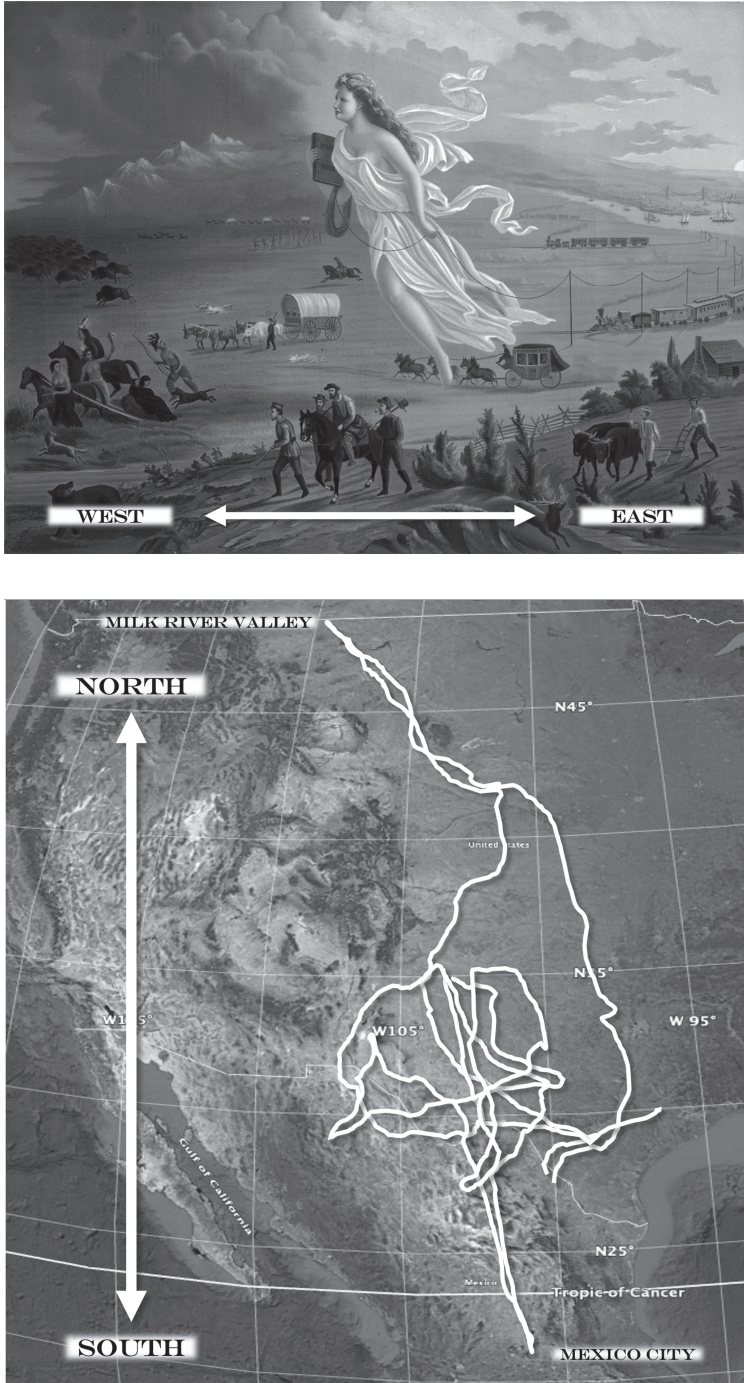 WEST
EAST
MILK RIVER VALLEY
NORTH
N45°
United States
N35°
W105°
W 95°
Gulf of California
N25°
Mexico
Tropic of Cancer
SOUTH
MEXICO CITY